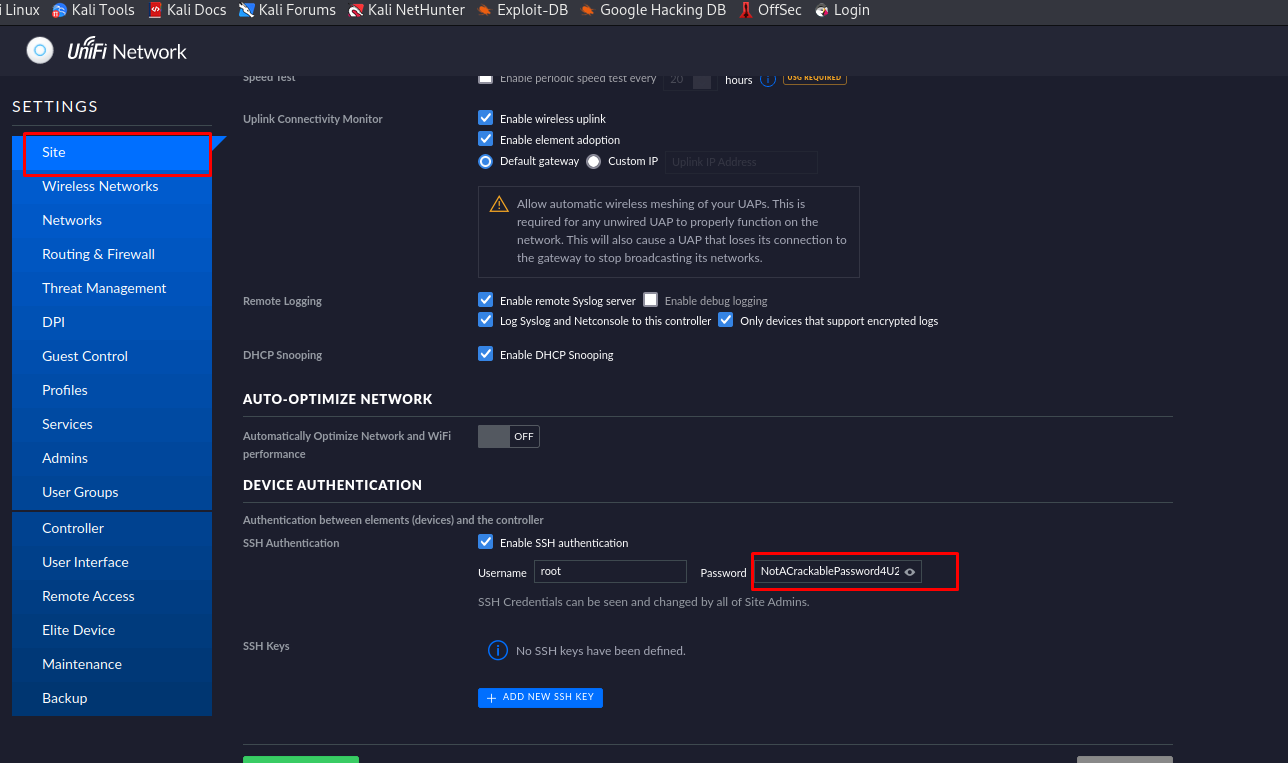 i Linux Kali Tools Kali Docs Kali Forums Kali NetHunter Exploit-DB Google Hacking DB OffSec Login
UniFi Network
SETTINGS
Site
Wireless Networks
Networks
Routing & Firewall
Threat Management
DPI
Guest Control
Profiles
Services
Admins
User Groups
Controller
User Interface
Remote Access
Elite Device
Maintenance
Backup
Speed Test Enable periodic speed test every 20 hours USG REQUIRED
Uplink Connectivity Monitor Enable wireless uplink
Enable element adoption
Default gateway Custom IP Uplink IP Address
Allow automatic wireless meshing of your UAPs. This is
required for any unwired UAP to properly function on the
network. This will also cause a UAP that loses its connection to
the gateway to stop broadcasting its networks.
Remote Logging Enable remote Syslog server Enable debug logging
Log Syslog and Netconsole to this controller Only devices that support encrypted logs
DHCP Snooping Enable DHCP Snooping
AUTO-OPTIMIZE NETWORK
Automatically Optimize Network and WiFi
performance OFF
DEVICE AUTHENTICATION
Authentication between elements (devices) and the controller
SSH Authentication Enable SSH authentication
Username root Password NotACrackablePassword4U2
SSH Credentials can be seen and changed by all of Site Admins.
SSH Keys No SSH keys have been defined.
+ ADD NEW SSH KEY